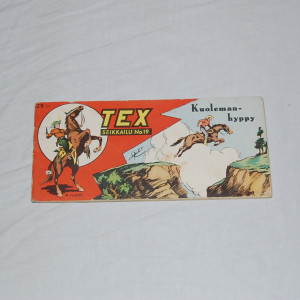 TEX
SEIKKAILU No 19
Kuoleman-
hyppy